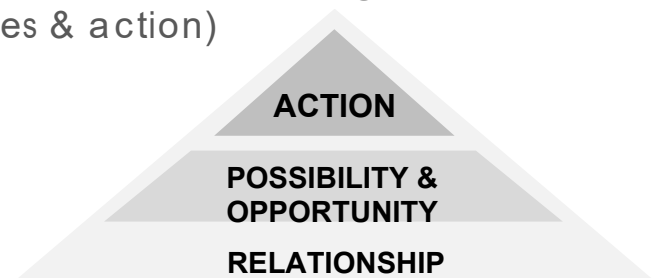 es & action)
ACTION
POSSIBILITY &
OPPORTUNITY
RELATIONSHIP